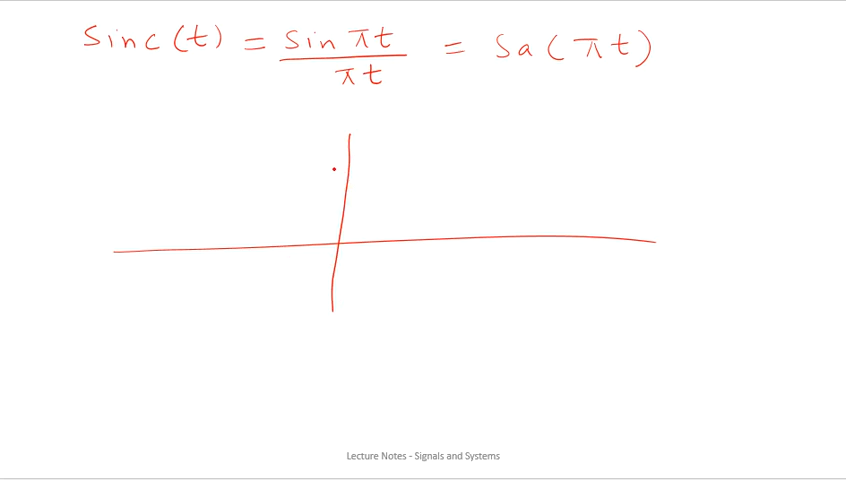 Sinc(t) = sin πt / πt = Sa(πt)
Lecture Notes - Signals and Systems